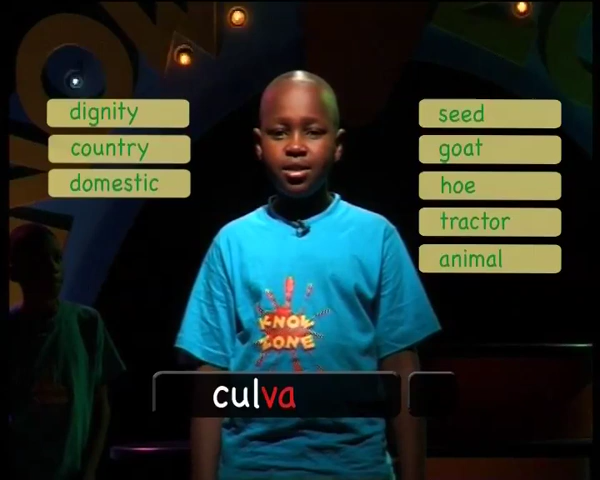 dignity
country
domestic
seed
goat
hoe
tractor
animal
KNOW
ZONE
culva